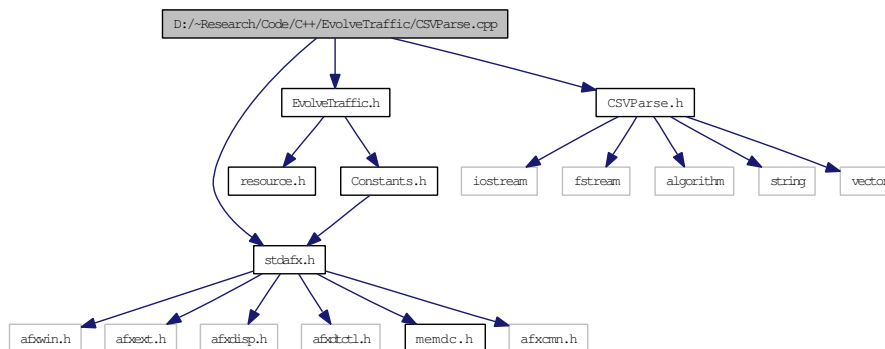 D:/~Research/Code/C++/EvolveTraffic/CSVParse.cpp
EvolveTraffic.h
CSVParse.h
resource.h
Constants.h
iostream
fstream
algorithm
string
vector
stdafx.h
afxwin.h
afxext.h
afxdisp.h
afxdtctl.h
memdc.h
afxcmn.h